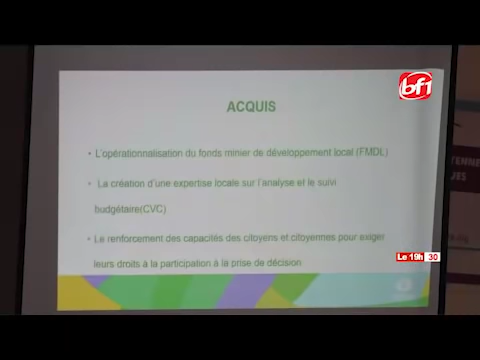 bf1
ACQUIS
• L'opérationnalisation du fonds minier de développement local (FMDL)
• La création d'une expertise locale sur l'analyse et le suivi
budgétaire(CVC)
• Le renforcement des capacités des citoyens et citoyennes pour exiger
leurs droits à la participation à la prise de décision
Le 19h 30